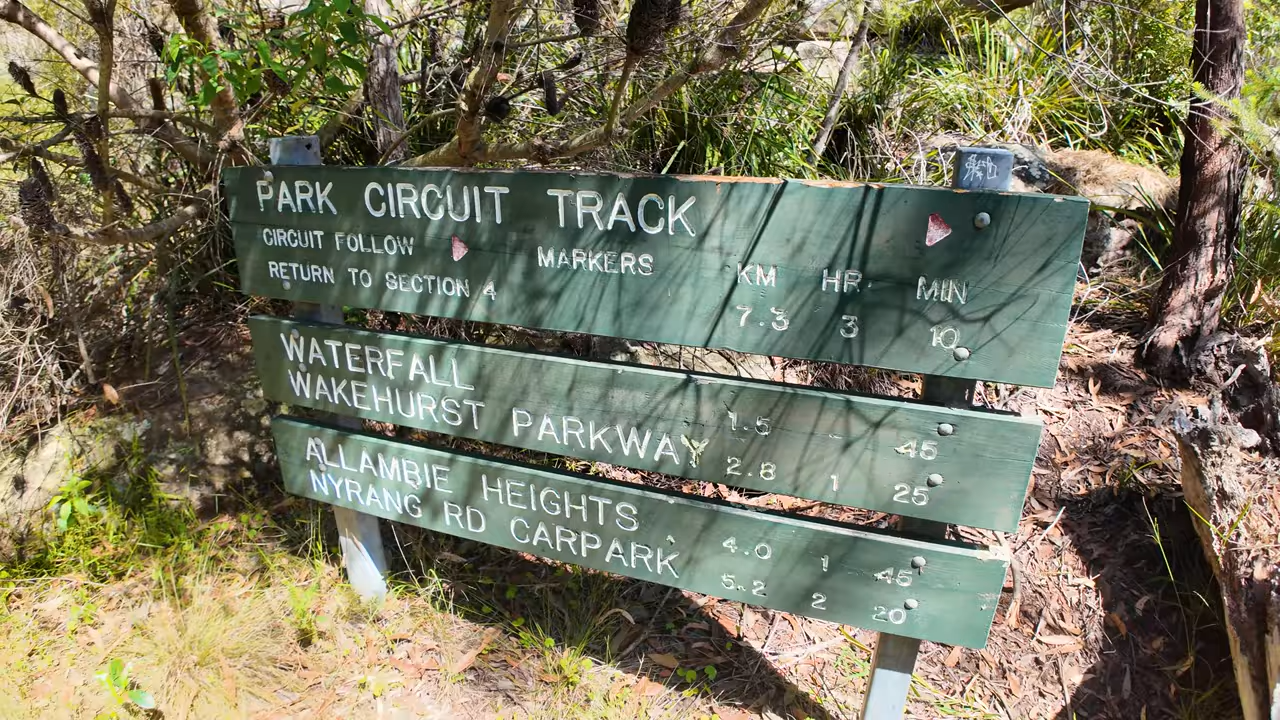 PARK CIRCUIT TRACK
CIRCUIT FOLLOW MARKERS
RETURN TO SECTION 4
KM HR. MIN
7.3 3 10
WATERFALL 1.5 45
WAKEHURST PARKWAY 2.8 1 25
ALLAMBIE HEIGHTS 4.0 1 45
NYRANG RD CARPARK 5.2 2 20